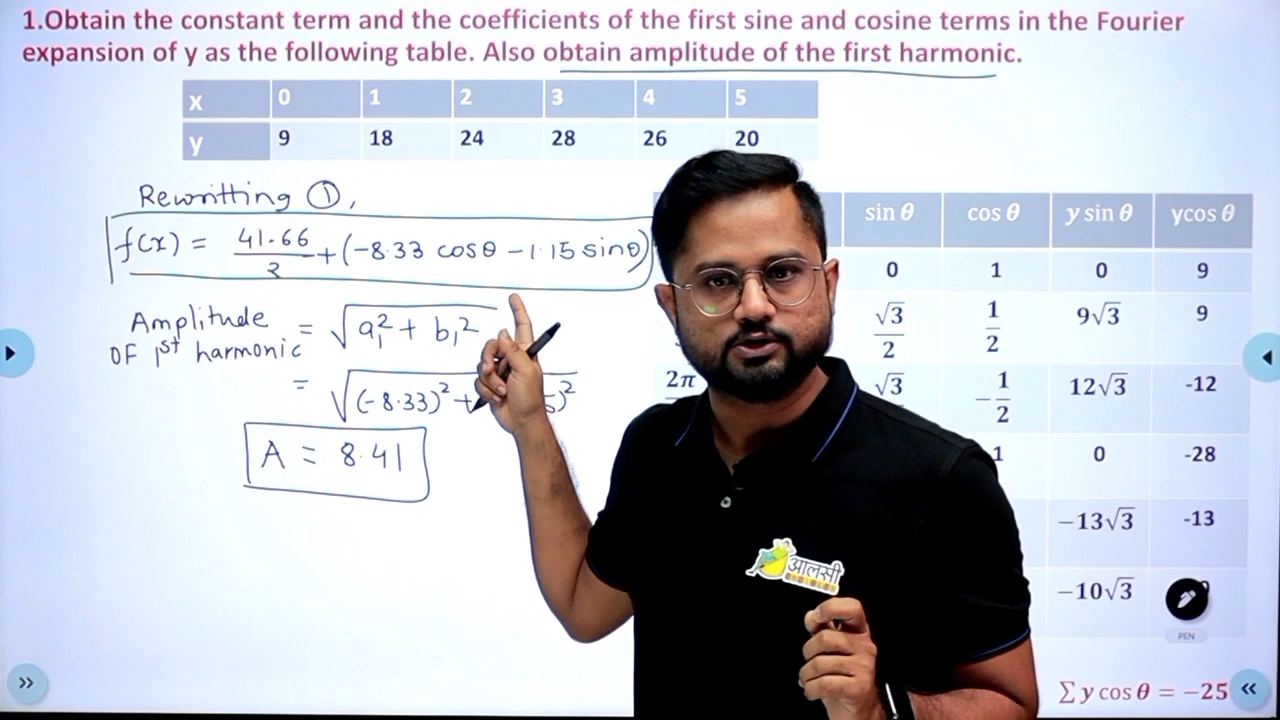 1.Obtain the constant term and the coefficients of the first sine and cosine terms in the Fourier
expansion of y as the following table. Also obtain amplitude of the first harmonic.
x 0 1 2 3 4 5
y 9 18 24 28 26 20
Rewritting ①,
f(x) = 41.66/2 + (-8.33 cosθ - 1.15 sinθ)
Amplitude
OF 1st harmonic = √a₁² + b₁²
= √(-8.33)² + 5)²
A = 8.41
sin θ cos θ y sin θ ycos θ
0 1 0 9
√3/2 1/2 9√3 9
2π √3 -1/2 12√3 -12
1 0 -28
-13√3 -13
-10√3
PEN
आलसी
∑ y cos θ = -25